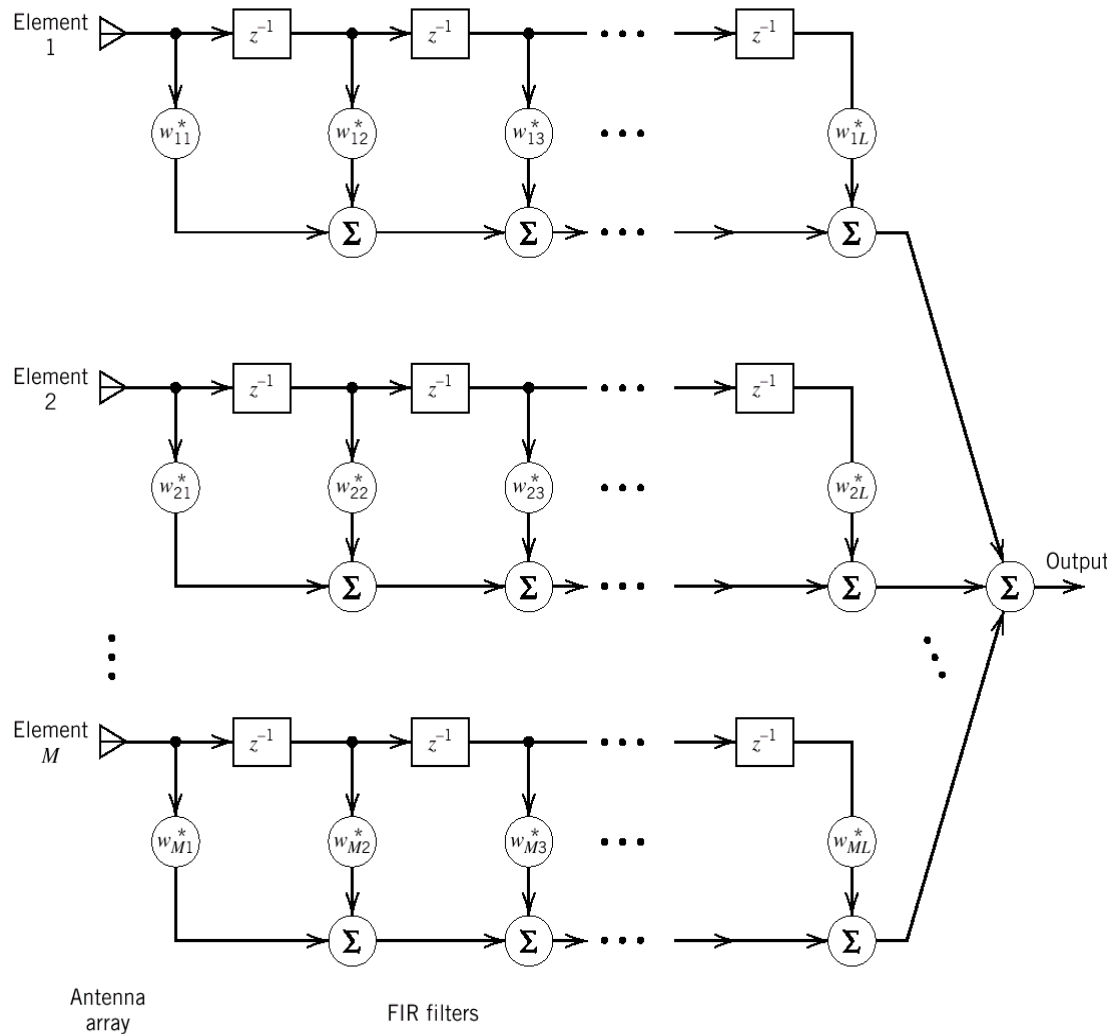 Element
1
z⁻¹ z⁻¹ • • • z⁻¹
w*₁₁ w*₁₂ w*₁₃ • • • w*₁L
Σ Σ • • • Σ
Element
2
z⁻¹ z⁻¹ • • • z⁻¹
w*₂₁ w*₂₂ w*₂₃ • • • w*₂L
Output
Σ Σ • • • Σ Σ
Element
M
z⁻¹ z⁻¹ • • • z⁻¹
w*M1 w*M2 w*M3 • • • w*ML
Σ Σ • • • Σ
Antenna
array
FIR filters